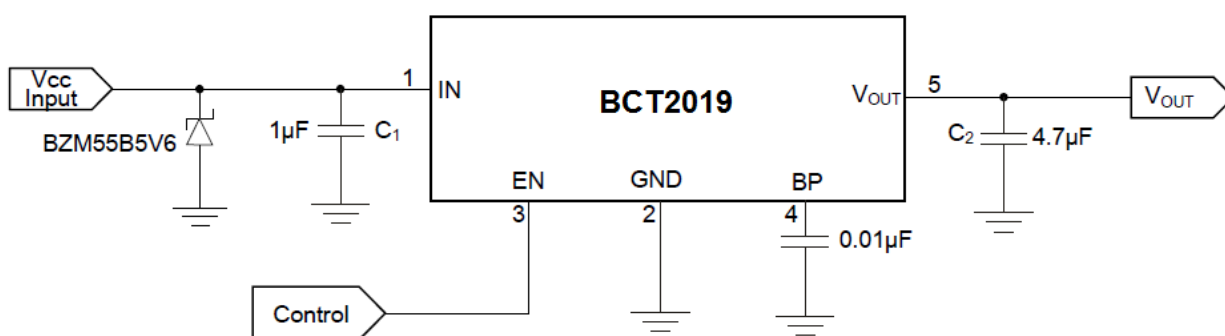 Vcc
Input
1
IN
BCT2019
VOUT
5
VOUT
BZM55B5V6
1µF
C1
C2
4.7µF
EN
GND
BP
3
2
4
0.01µF
Control